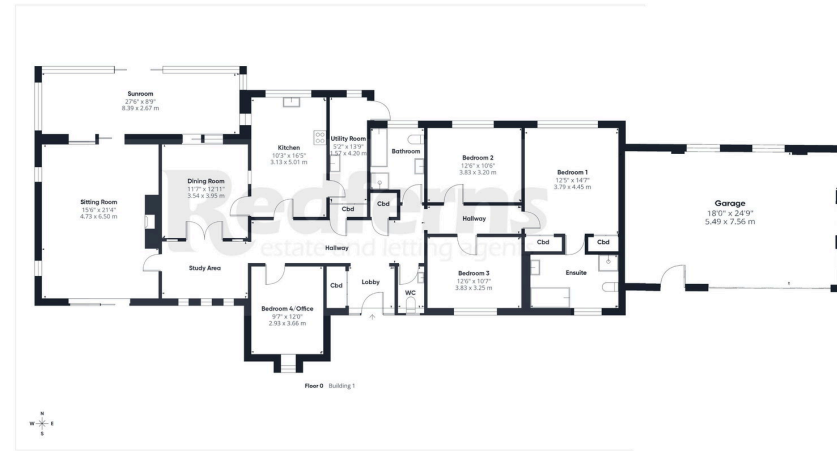 Sunroom
27'6" x 8'9"
8.39 x 2.67 m
Kitchen
10'3" x 16'5"
3.13 x 5.01 m
Utility Room
5'2" x 13'9"
1.57 x 4.20 m
Bathroom
Bedroom 2
12'6" x 10'6"
3.83 x 3.20 m
Bedroom 1
12'5" x 14'7"
3.79 x 4.45 m
Dining Room
11'7" x 12'11"
3.54 x 3.95 m
Sitting Room
15'6" x 21'4"
4.73 x 6.50 m
Garage
18'0" x 24'9"
5.49 x 7.56 m
Redferns
estate and letting agen
Cbd
Cbd
Hallway
Hallway
Cbd
Cbd
Study Area
Bedroom 3
12'6" x 10'7"
3.83 x 3.25 m
Ensuite
Cbd
Lobby
WC
Bedroom 4/Office
9'7" x 12'0"
2.93 x 3.66 m
Floor 0 Building 1
N
W E
S